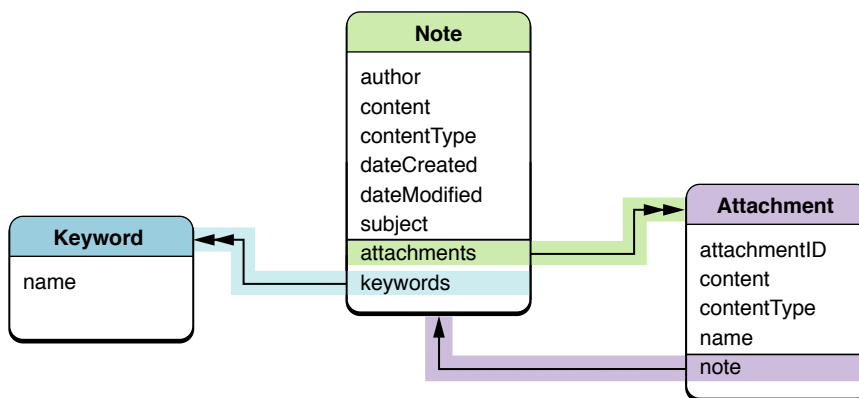 Note
author
content
contentType
dateCreated
dateModified
subject
attachments
keywords
Keyword
name
Attachment
attachmentID
content
contentType
name
note